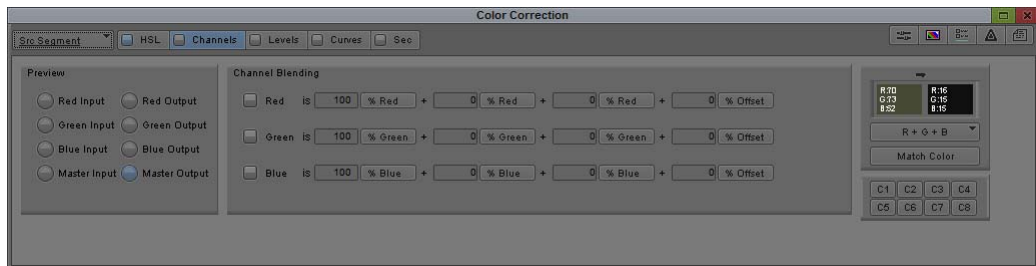 Color Correction
Src Segment HSL Channels Levels Curves Sec
Preview
Red Input Red Output
Green Input Green Output
Blue Input Blue Output
Master Input Master Output
Channel Blending
Red is 100 % Red + 0 % Red + 0 % Red + 0 % Offset
Green is 100 % Green + 0 % Green + 0 % Green + 0 % Offset
Blue is 100 % Blue + 0 % Blue + 0 % Blue + 0 % Offset
R:70 R:16
G:73 G:15
B:52 B:15
R + G + B
Match Color
C1 C2 C3 C4
C5 C6 C7 C8